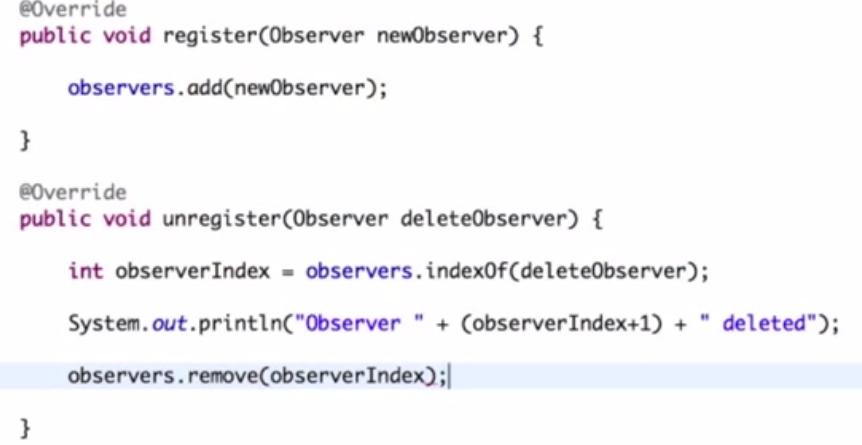 @Override
public void register(Observer newObserver) {
observers.add(newObserver);
}
@Override
public void unregister(Observer deleteObserver) {
int observerIndex = observers.indexOf(deleteObserver);
System.out.println("Observer " + (observerIndex+1) + " deleted");
observers.remove(observerIndex);
}